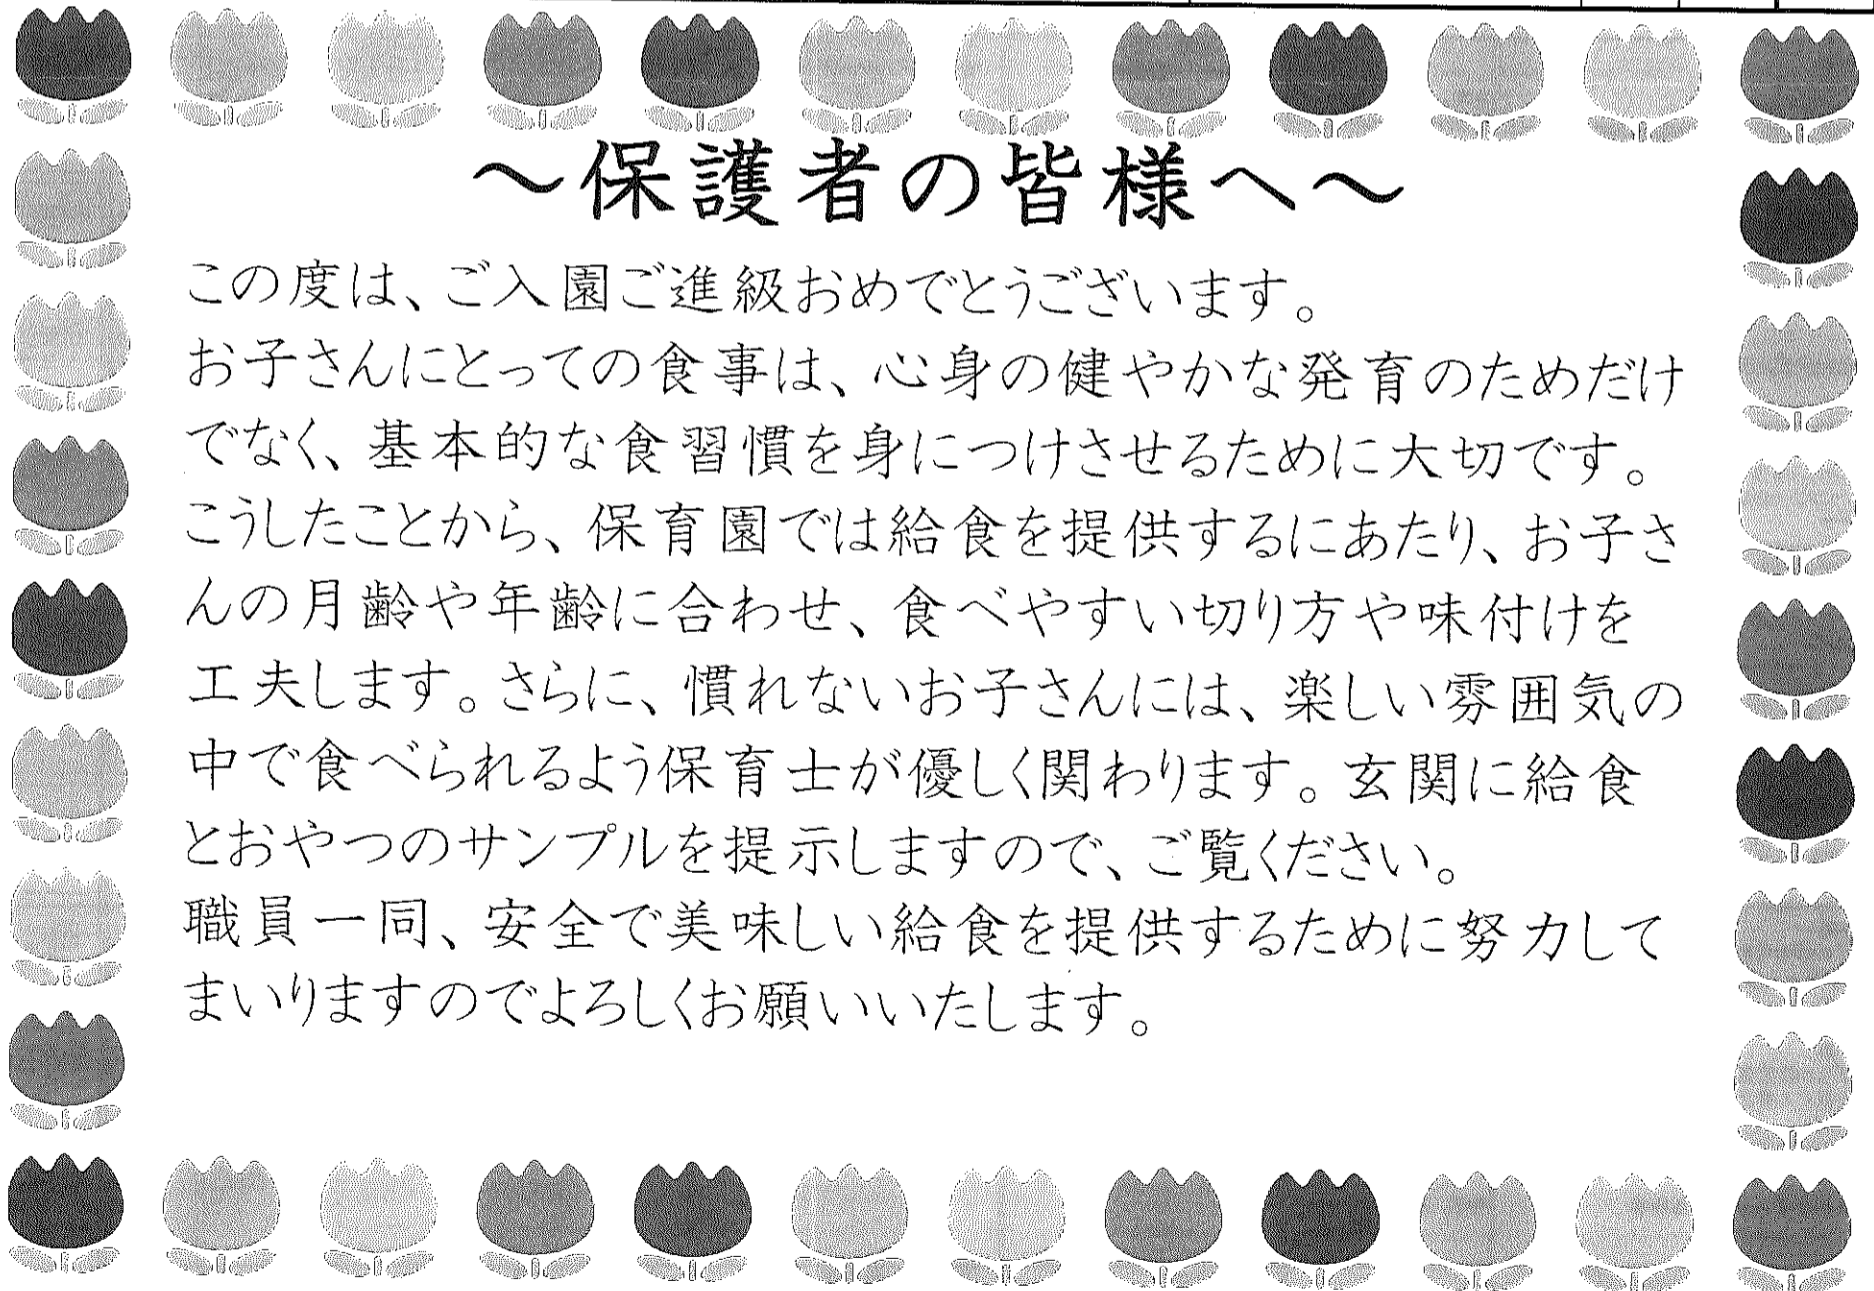 ～保護者の皆様へ～
この度は、ご入園ご進級おめでとうございます。
お子さんにとっての食事は、心身の健やかな発育のためだけ
でなく、基本的な食習慣を身につけさせるために大切です。
こうしたことから、保育園では給食を提供するにあたり、お子さ
んの月齢や年齢に合わせ、食べやすい切り方や味付けを
工夫します。さらに、慣れないお子さんには、楽しい雰囲気の
中で食べられるよう保育士が優しく関わります。玄関に給食
とおやつのサンプルを提示しますので、ご覧ください。
職員一同、安全で美味しい給食を提供するために努力して
まいりますのでよろしくお願いいたします。